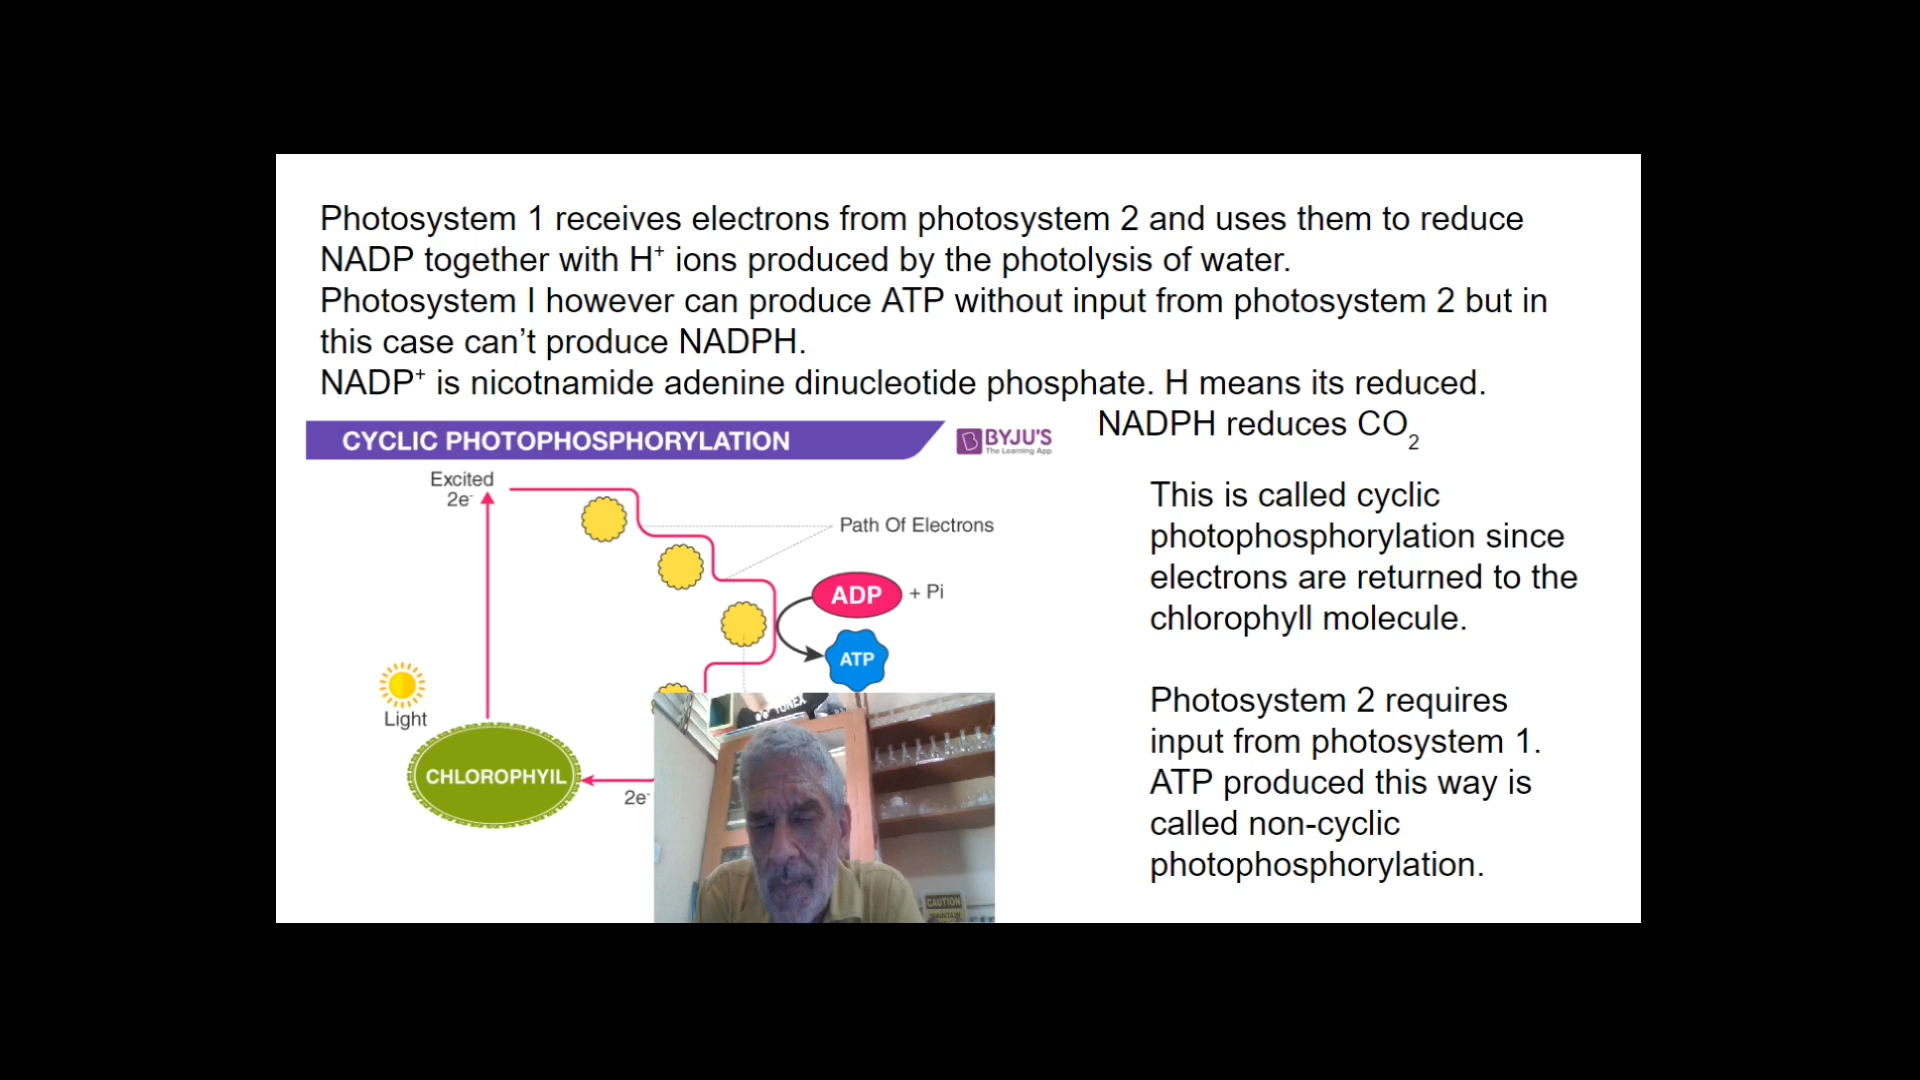 Photosystem 1 receives electrons from photosystem 2 and uses them to reduce
NADP together with H⁺ ions produced by the photolysis of water.
Photosystem I however can produce ATP without input from photosystem 2 but in
this case can’t produce NADPH.
NADP⁺ is nicotnamide adenine dinucleotide phosphate. H means its reduced.
NADPH reduces CO₂
CYCLIC PHOTOPHOSPHORYLATION
BYJU'S
The Learning App
Excited
2e⁻
Path Of Electrons
ADP + Pi
ATP
Light
CHLOROPHYIL
2e⁻
This is called cyclic
photophosphorylation since
electrons are returned to the
chlorophyll molecule.
Photosystem 2 requires
input from photosystem 1.
ATP produced this way is
called non-cyclic
photophosphorylation.
YONEX
CAUTION
MAINTAIN